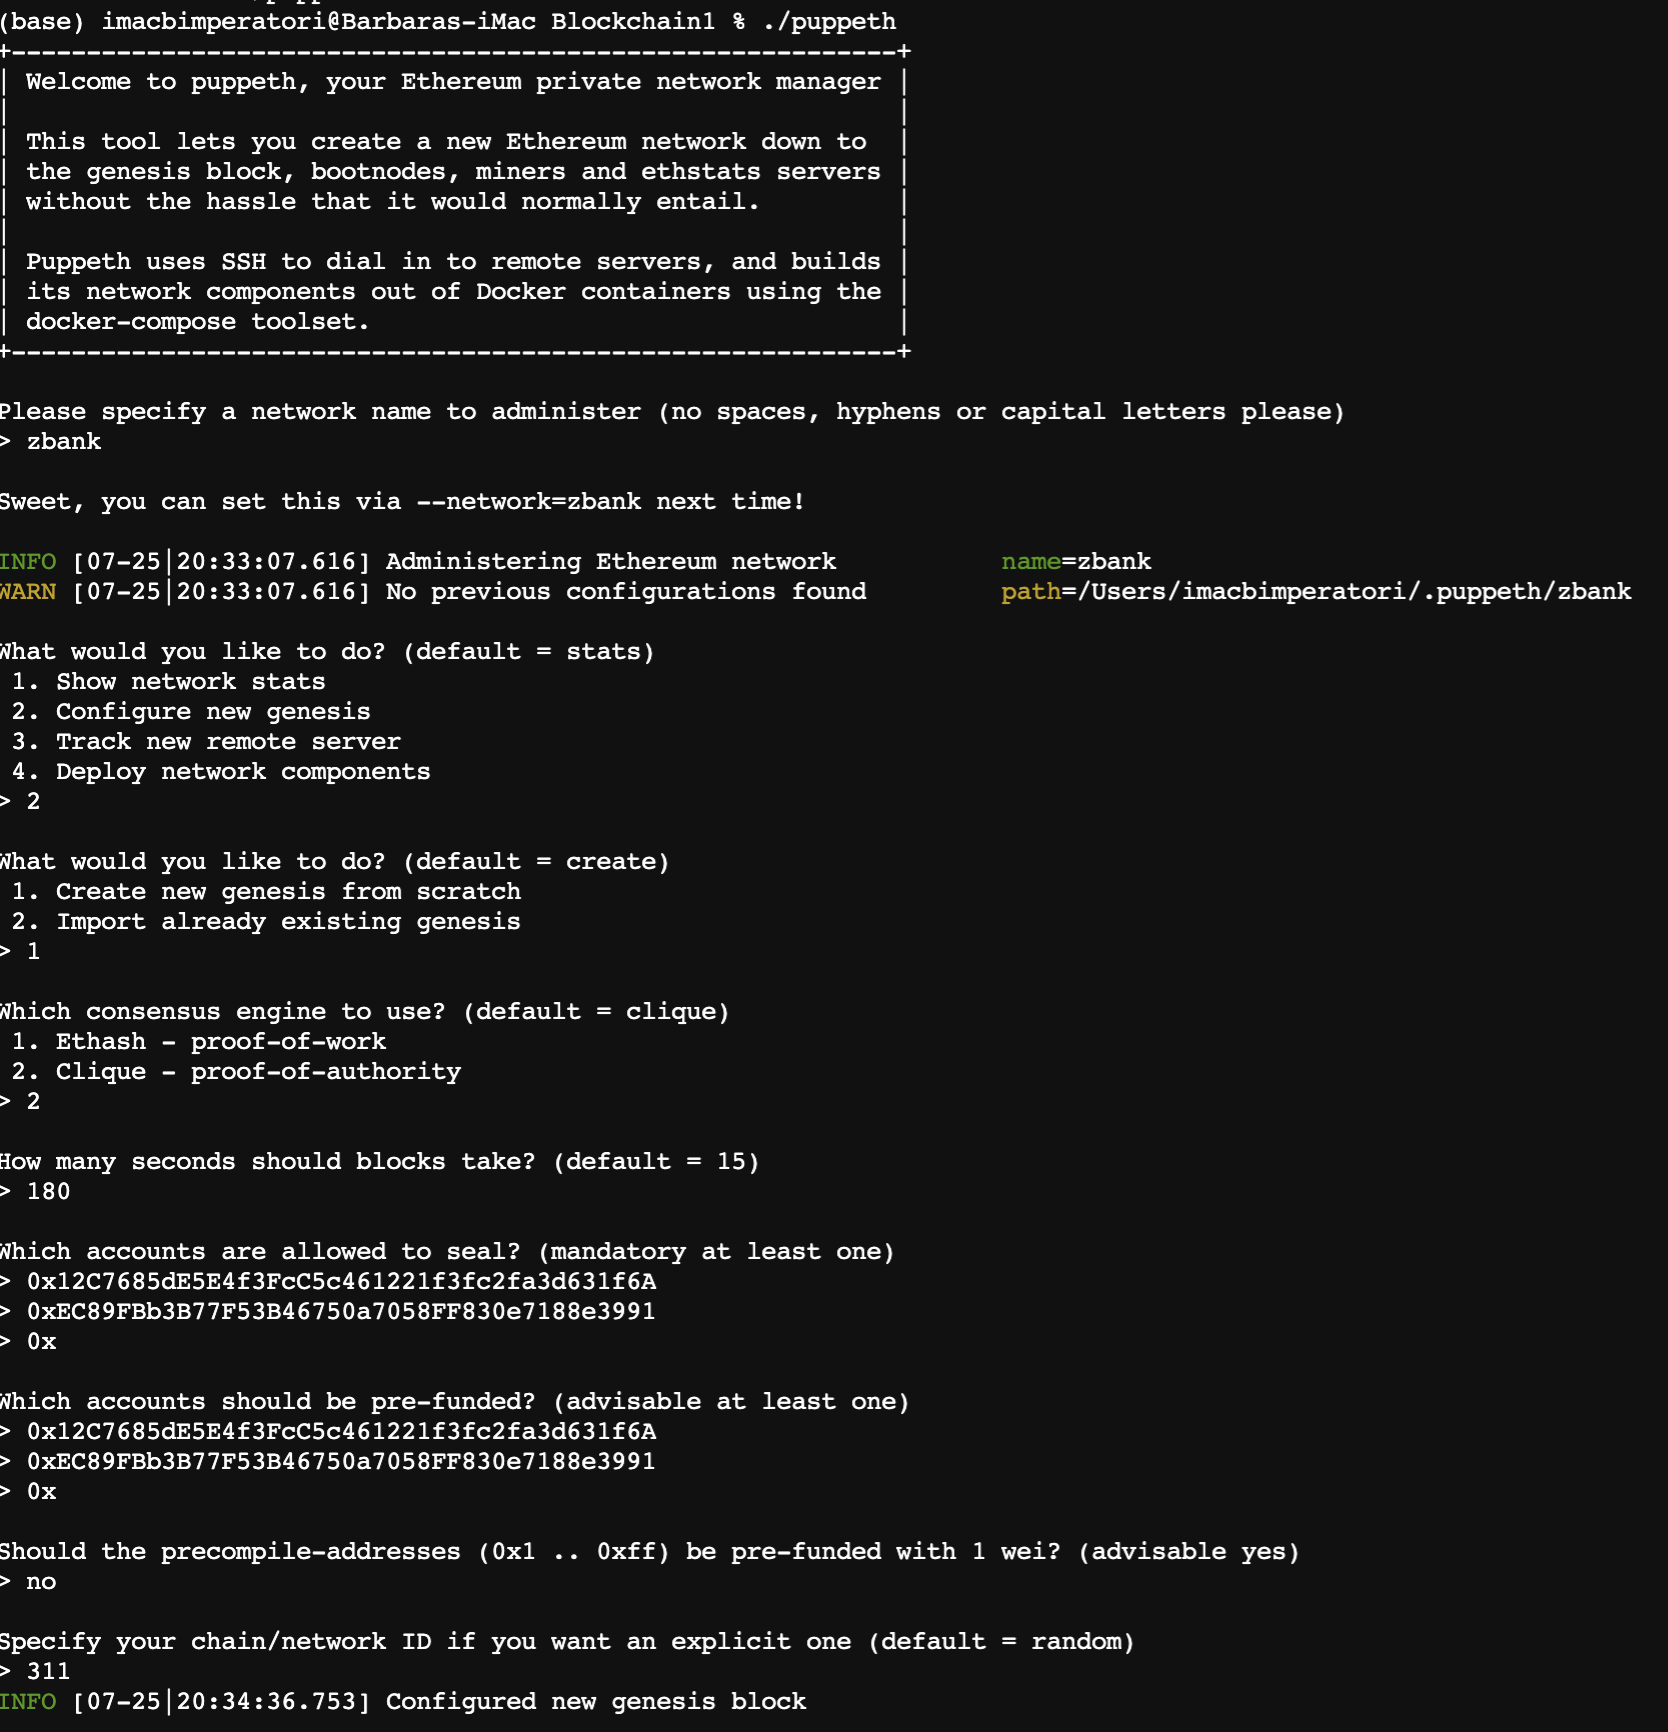 (base) imacbimperatori@Barbaras-iMac Blockchain1 % ./puppeth
+-----------------------------------------------------------+
| Welcome to puppeth, your Ethereum private network manager |
|                                                           |
| This tool lets you create a new Ethereum network down to  |
| the genesis block, bootnodes, miners and ethstats servers |
| without the hassle that it would normally entail.         |
|                                                           |
| Puppeth uses SSH to dial in to remote servers, and builds |
| its network components out of Docker containers using the |
| docker-compose toolset.                                   |
+-----------------------------------------------------------+
Please specify a network name to administer (no spaces, hyphens or capital letters please)
> zbank
Sweet, you can set this via --network=zbank next time!
INFO [07-25|20:33:07.616] Administering Ethereum network           name=zbank
WARN [07-25|20:33:07.616] No previous configurations found         path=/Users/imacbimperatori/.puppeth/zbank
What would you like to do? (default = stats)
 1. Show network stats
 2. Configure new genesis
 3. Track new remote server
 4. Deploy network components
> 2
What would you like to do? (default = create)
 1. Create new genesis from scratch
 2. Import already existing genesis
> 1
Which consensus engine to use? (default = clique)
 1. Ethash - proof-of-work
 2. Clique - proof-of-authority
> 2
How many seconds should blocks take? (default = 15)
> 180
Which accounts are allowed to seal? (mandatory at least one)
> 0x12C7685dE5E4f3FcC5c461221f3fc2fa3d631f6A
> 0xEC89FBb3B77F53B46750a7058FF830e7188e3991
> 0x
Which accounts should be pre-funded? (advisable at least one)
> 0x12C7685dE5E4f3FcC5c461221f3fc2fa3d631f6A
> 0xEC89FBb3B77F53B46750a7058FF830e7188e3991
> 0x
Should the precompile-addresses (0x1 .. 0xff) be pre-funded with 1 wei? (advisable yes)
> no
Specify your chain/network ID if you want an explicit one (default = random)
> 311
INFO [07-25|20:34:36.753] Configured new genesis block